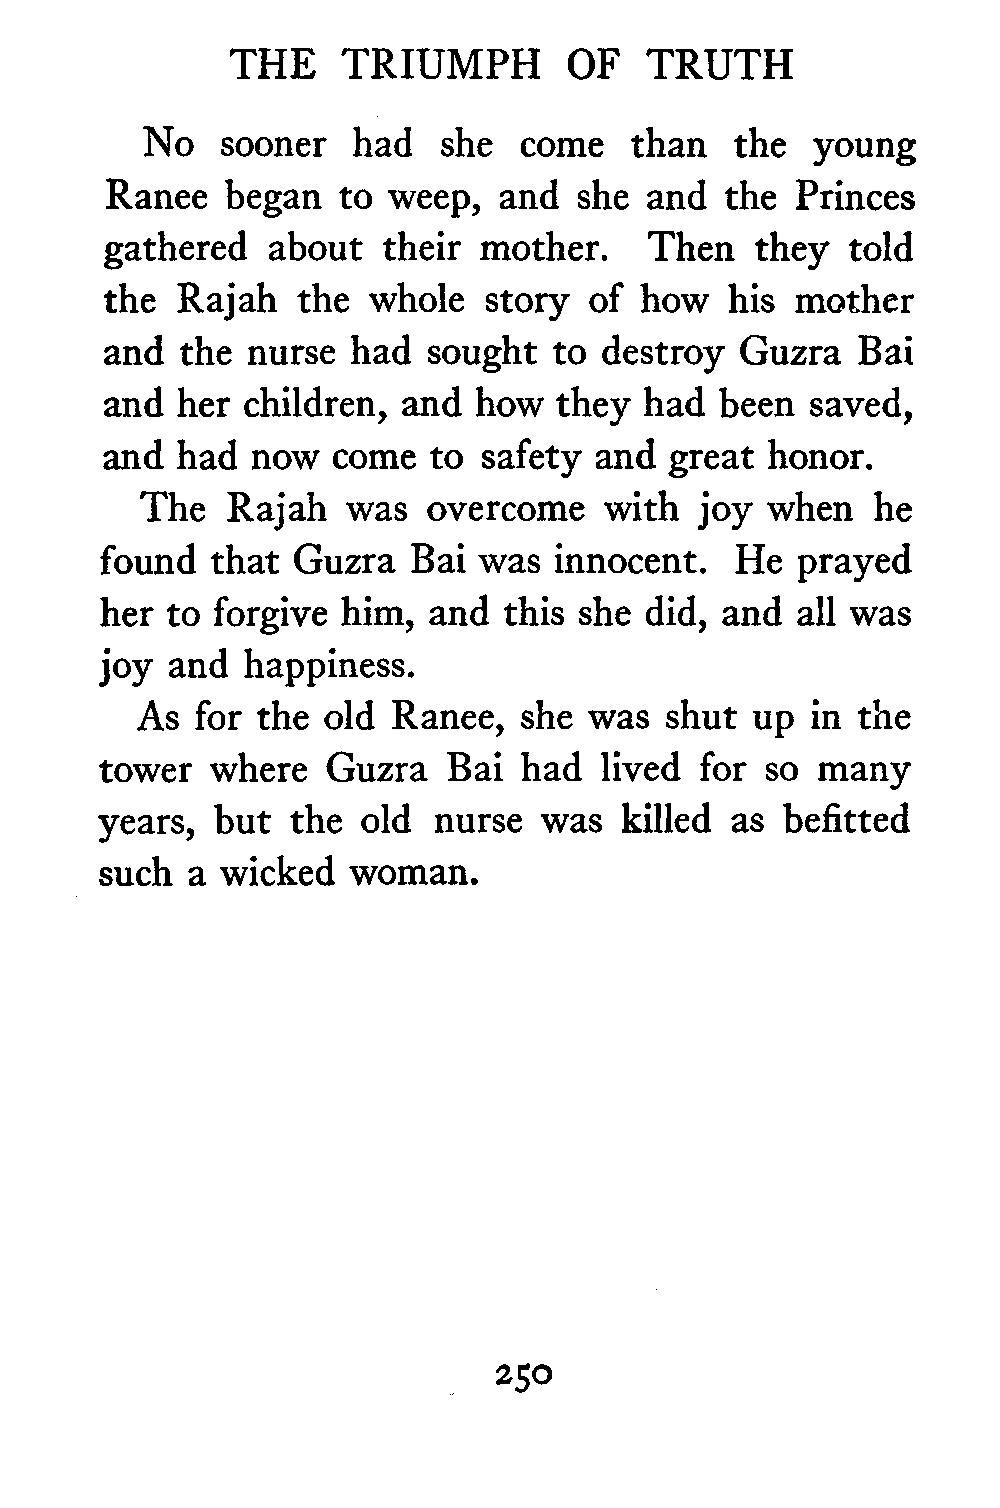 THE TRIUMPH OF TRUTH
No sooner had she come than the young
Ranee began to weep, and she and the Princes
gathered about their mother. Then they told
the Rajah the whole story of how his mother
and the nurse had sought to destroy Guzra Bai
and her children, and how they had been saved,
and had now come to safety and great honor.
The Rajah was overcome with joy when he
found that Guzra Bai was innocent. He prayed
her to forgive him, and this she did, and all was
joy and happiness.
As for the old Ranee, she was shut up in the
tower where Guzra Bai had lived for so many
years, but the old nurse was killed as befitted
such a wicked woman.
250